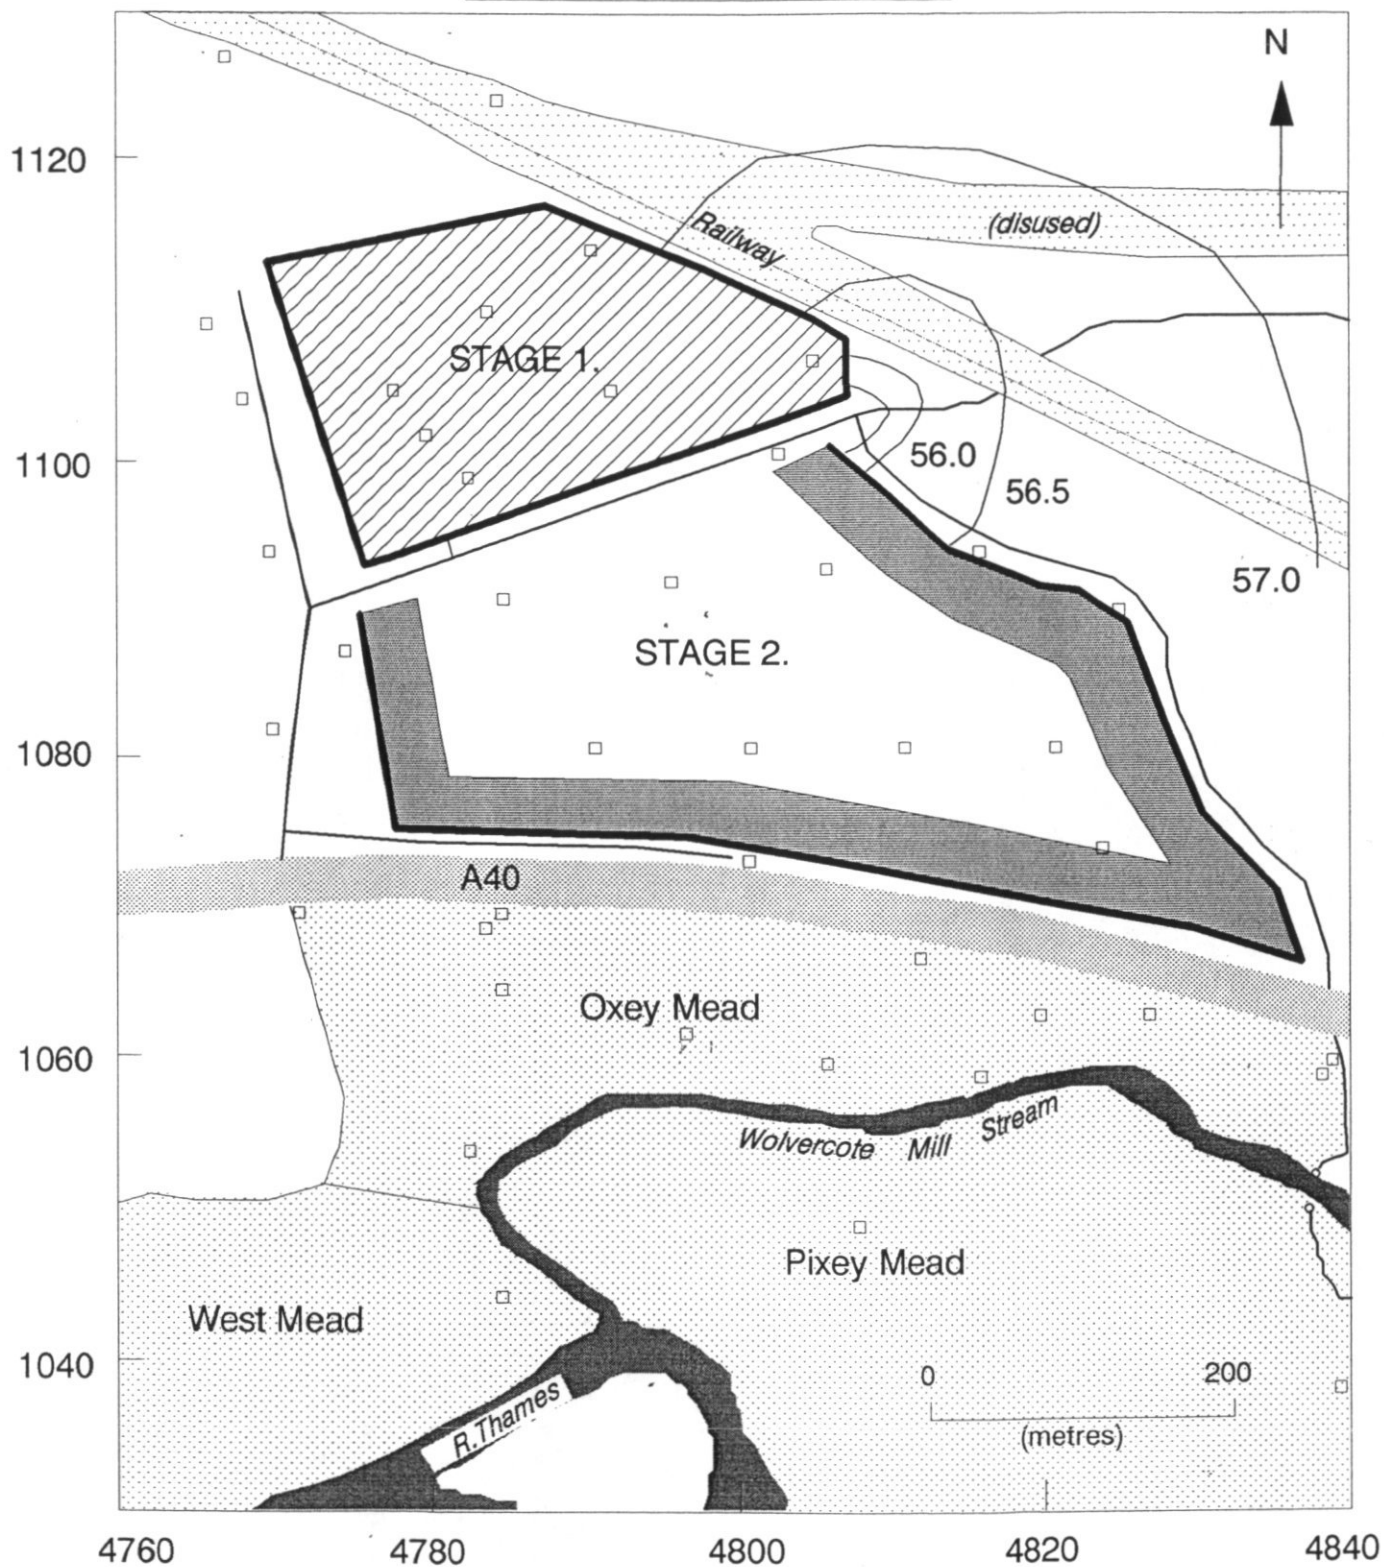 N
1120
Railway
(disused)
STAGE 1.
1100
56.0
56.5
57.0
STAGE 2.
1080
A40
Oxey Mead
1060
Wolvercote Mill Stream
Pixey Mead
West Mead
1040
0 200
R.Thames
(metres)
4760 4780 4800 4820 4840